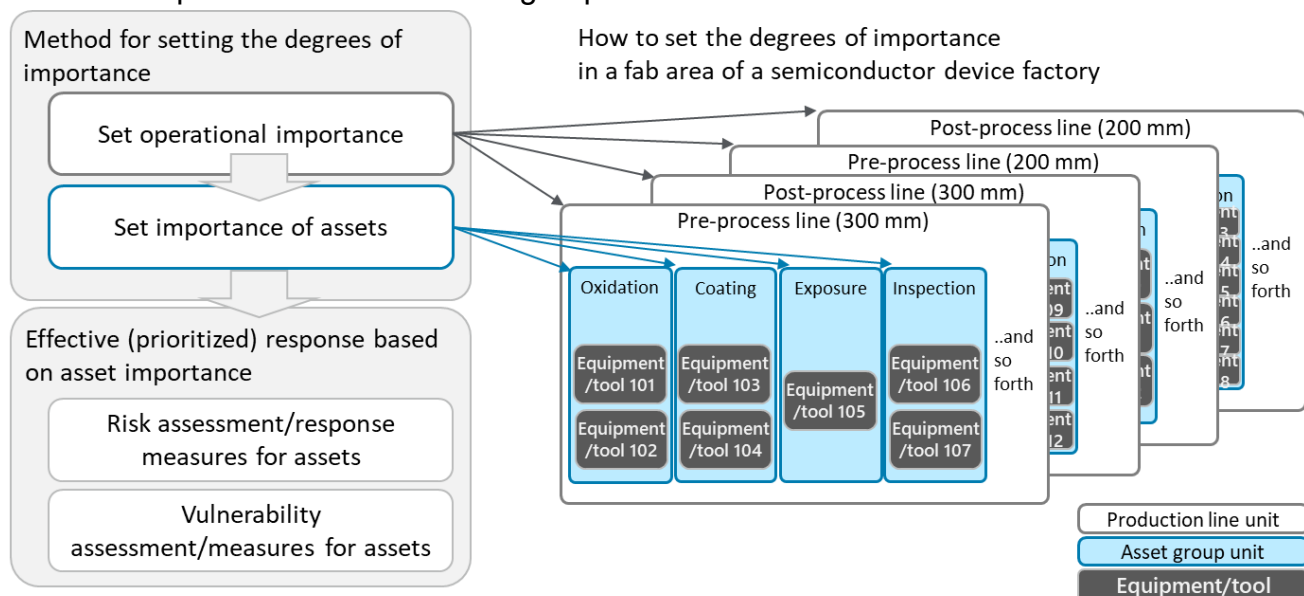 Method for setting the degrees of
importance
Set operational importance
Set importance of assets
Effective (prioritized) response based
on asset importance
Risk assessment/response
measures for assets
Vulnerability
assessment/measures for assets
How to set the degrees of importance
in a fab area of a semiconductor device factory
Post-process line (200 mm)
Pre-process line (200 mm)
Post-process line (300 mm)
Pre-process line (300 mm)
Oxidation
Equipment
/tool 101
Equipment
/tool 102
Coating
Equipment
/tool 103
Equipment
/tool 104
Exposure
Equipment
/tool 105
Inspection
Equipment
/tool 106
Equipment
/tool 107
..and
so
forth
..and
so
forth
..and
so
forth
..and
so
forth
Production line unit
Asset group unit
Equipment/tool